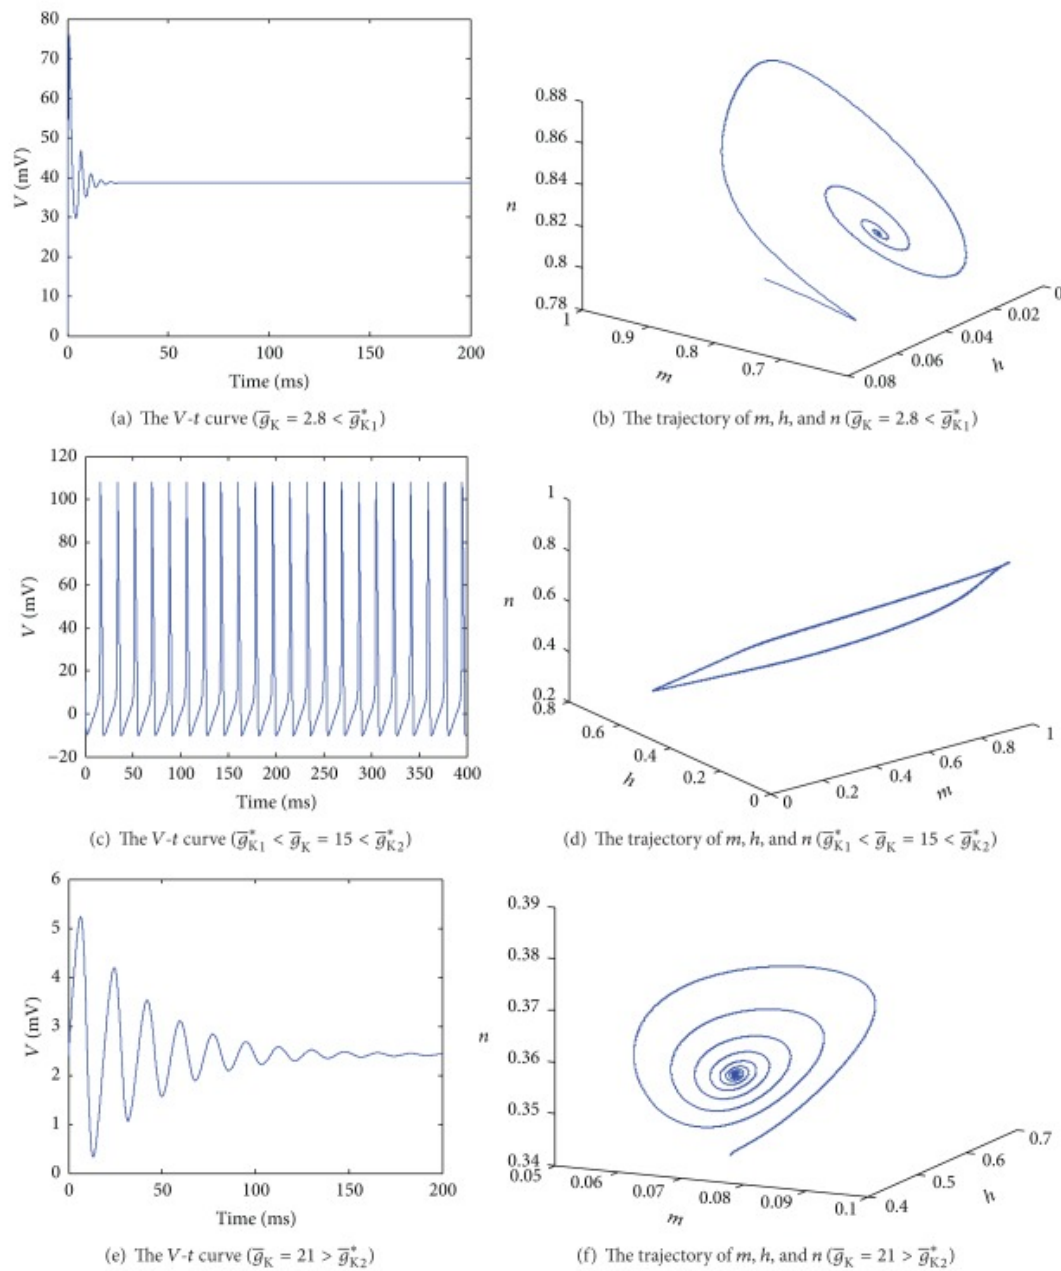 80
70
60
50
40
30
20
10
0
V (mV)
0 50 100 150 200
Time (ms)
(a) The V-t curve (g̅K = 2.8 < g̅*K1)
0.88
0.86
0.84
0.82
0.8
0.78
n
1 0.9 0.8 0.7
m
0.08 0.06 0.04 0.02 0
h
(b) The trajectory of m, h, and n (g̅K = 2.8 < g̅*K1)
120
100
80
60
40
20
0
−20
V (mV)
0 50 100 150 200 250 300 350 400
Time (ms)
(c) The V-t curve (g̅*K1 < g̅K = 15 < g̅*K2)
1
0.8
0.6
0.4
0.2
n
0.8 0.6 0.4 0.2 0
h
0 0.2 0.4 0.6 0.8 1
m
(d) The trajectory of m, h, and n (g̅*K1 < g̅K = 15 < g̅*K2)
6
5
4
3
2
1
0
V (mV)
0 50 100 150 200
Time (ms)
(e) The V-t curve (g̅K = 21 > g̅*K2)
0.39
0.38
0.37
0.36
0.35
0.34
n
0.05 0.06 0.07 0.08 0.09 0.1
m
0.4 0.5 0.6 0.7
h
(f) The trajectory of m, h, and n (g̅K = 21 > g̅*K2)